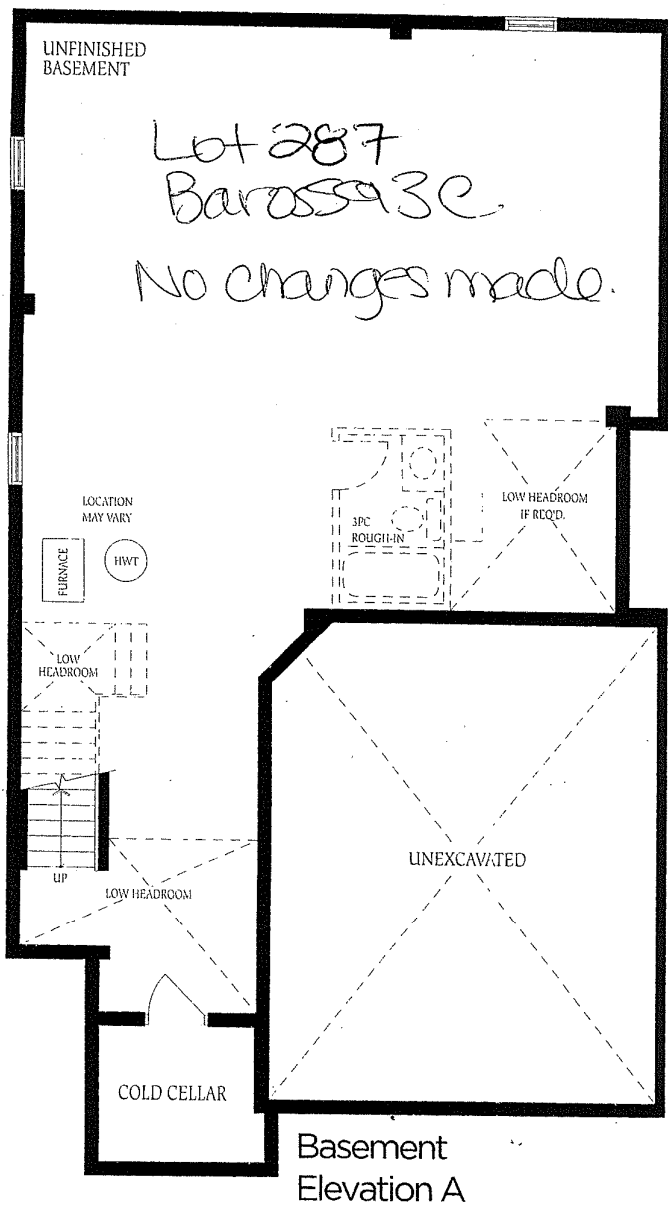 UNFINISHED
BASEMENT
Lot 287
Barossa 3C
No changes made.
LOCATION
MAY VARY
FURNACE
HWT
3PC
ROUGH-IN
LOW HEADROOM
IF REQ'D.
LOW
HEADROOM
UP
LOW HEADROOM
UNEXCAVATED
COLD CELLAR
Basement
Elevation A